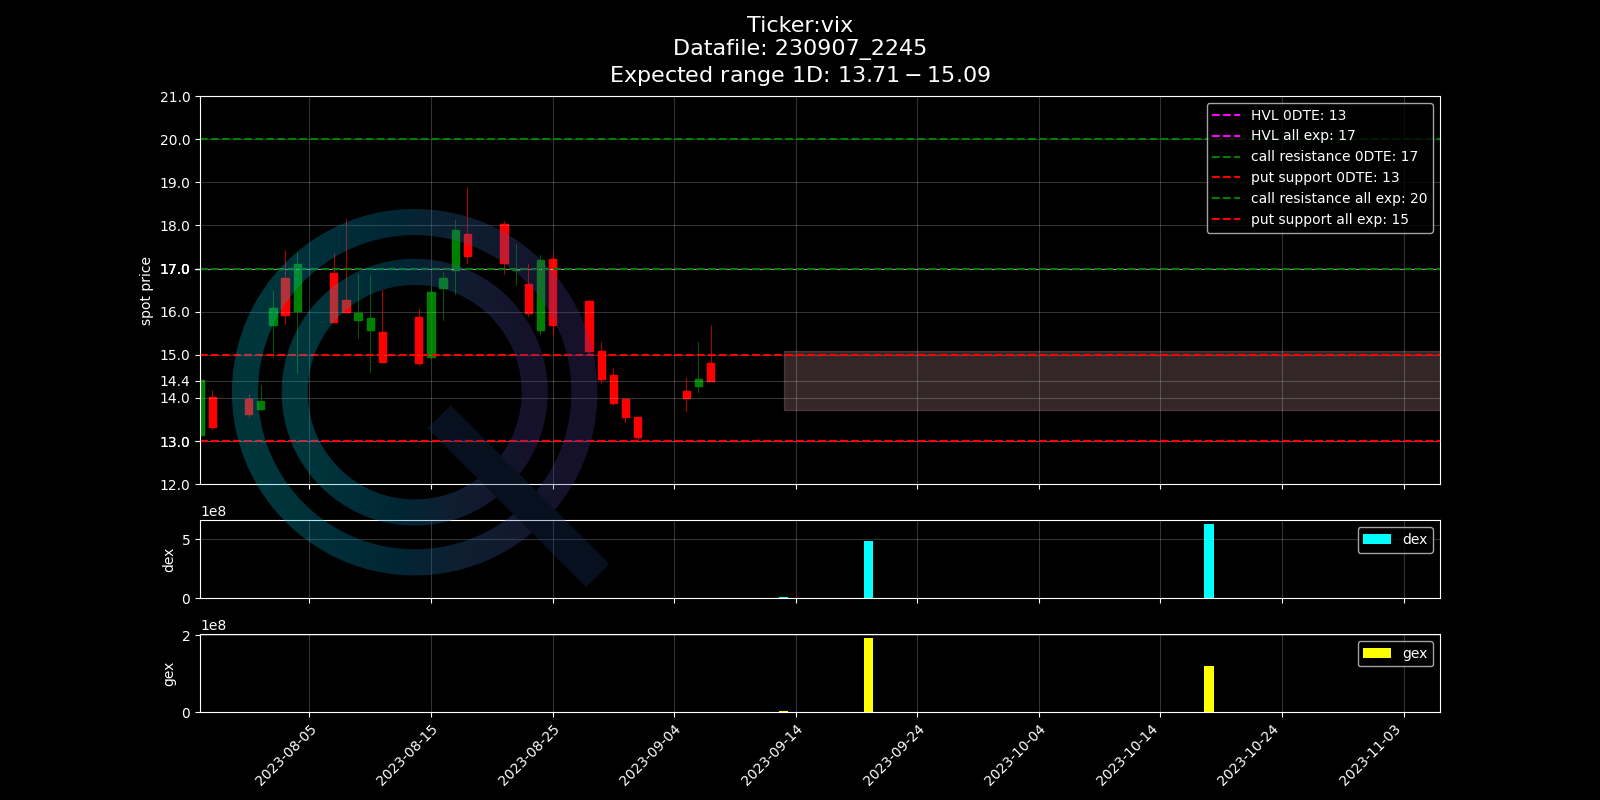 Ticker:vix
Datafile: 230907_2245
Expected range 1D: 13.71 − 15.09
spot price
21.0
20.0
19.0
18.0
17.0
16.0
15.0
14.4
14.0
13.0
12.0
HVL 0DTE: 13
HVL all exp: 17
call resistance 0DTE: 17
put support 0DTE: 13
call resistance all exp: 20
put support all exp: 15
1e8
dex
5
0
dex
1e8
gex
2
0
gex
2023-08-05
2023-08-15
2023-08-25
2023-09-04
2023-09-14
2023-09-24
2023-10-04
2023-10-14
2023-10-24
2023-11-03